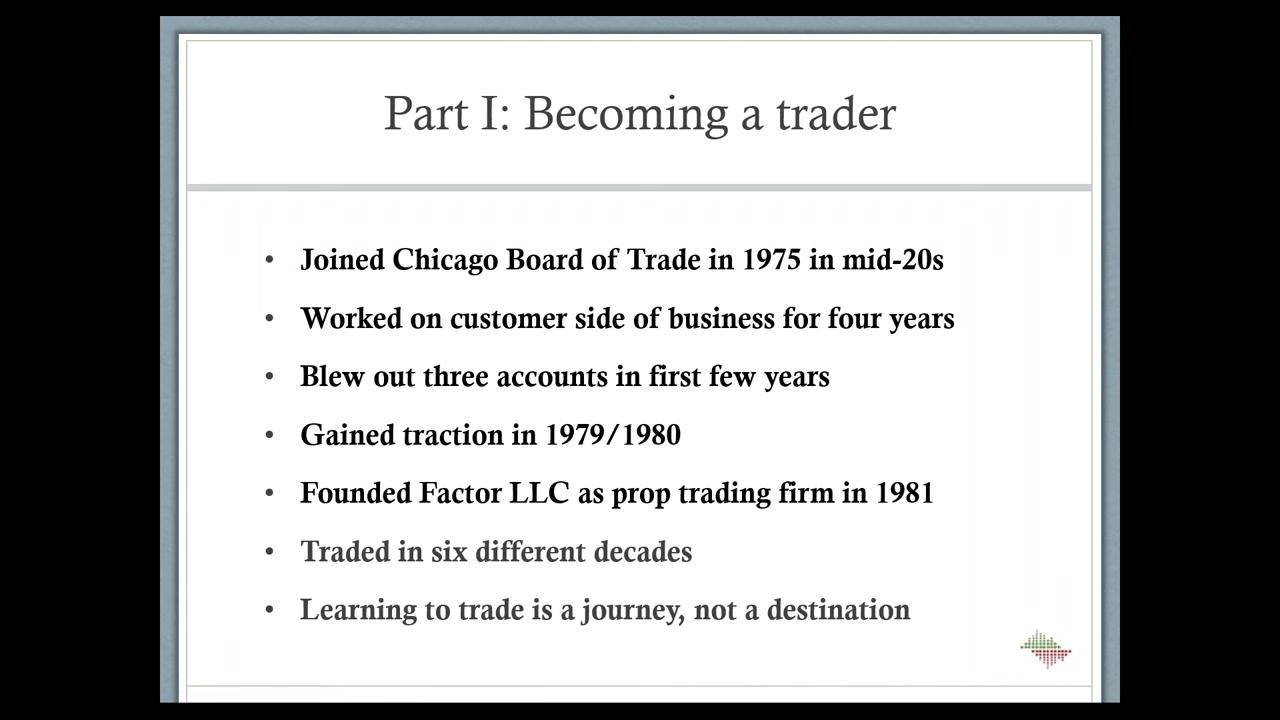 Part I: Becoming a trader
• Joined Chicago Board of Trade in 1975 in mid-20s
• Worked on customer side of business for four years
• Blew out three accounts in first few years
• Gained traction in 1979/1980
• Founded Factor LLC as prop trading firm in 1981
• Traded in six different decades
• Learning to trade is a journey, not a destination